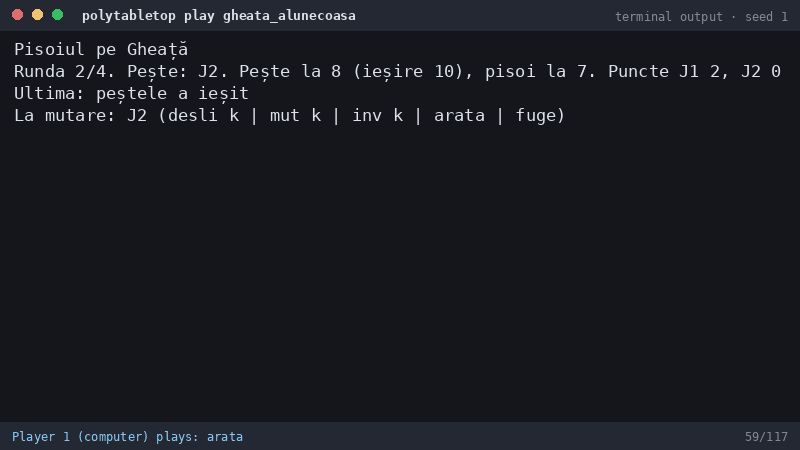 polytabletop play gheata_alunecoasa
terminal output · seed 1
Pisoiul pe Gheață
Runda 2/4. Pește: J2. Pește la 8 (ieșire 10), pisoi la 7. Puncte J1 2, J2 0
Ultima: peștele a ieșit
La mutare: J2 (desli k | mut k | inv k | arata | fuge)
Player 1 (computer) plays: arata
59/117